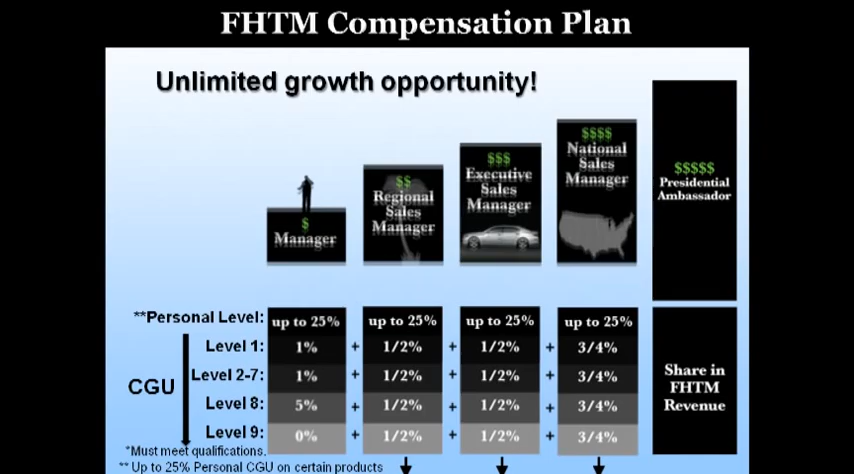 FHTM Compensation Plan
Unlimited growth opportunity!
$
Manager
$$
Regional
Sales
Manager
$$$
Executive
Sales
Manager
$$$$
National
Sales
Manager
$$$$$
Presidential
Ambassador
**Personal Level: up to 25% up to 25% up to 25% up to 25%
Level 1: 1% + 1/2% + 1/2% + 3/4%
Level 2-7: 1% + 1/2% + 1/2% + 3/4%
Level 8: 5% + 1/2% + 1/2% + 3/4%
Level 9: 0% + 1/2% + 1/2% + 3/4%
CGU
Share in
FHTM
Revenue
*Must meet qualifications.
** Up to 25% Personal CGU on certain products